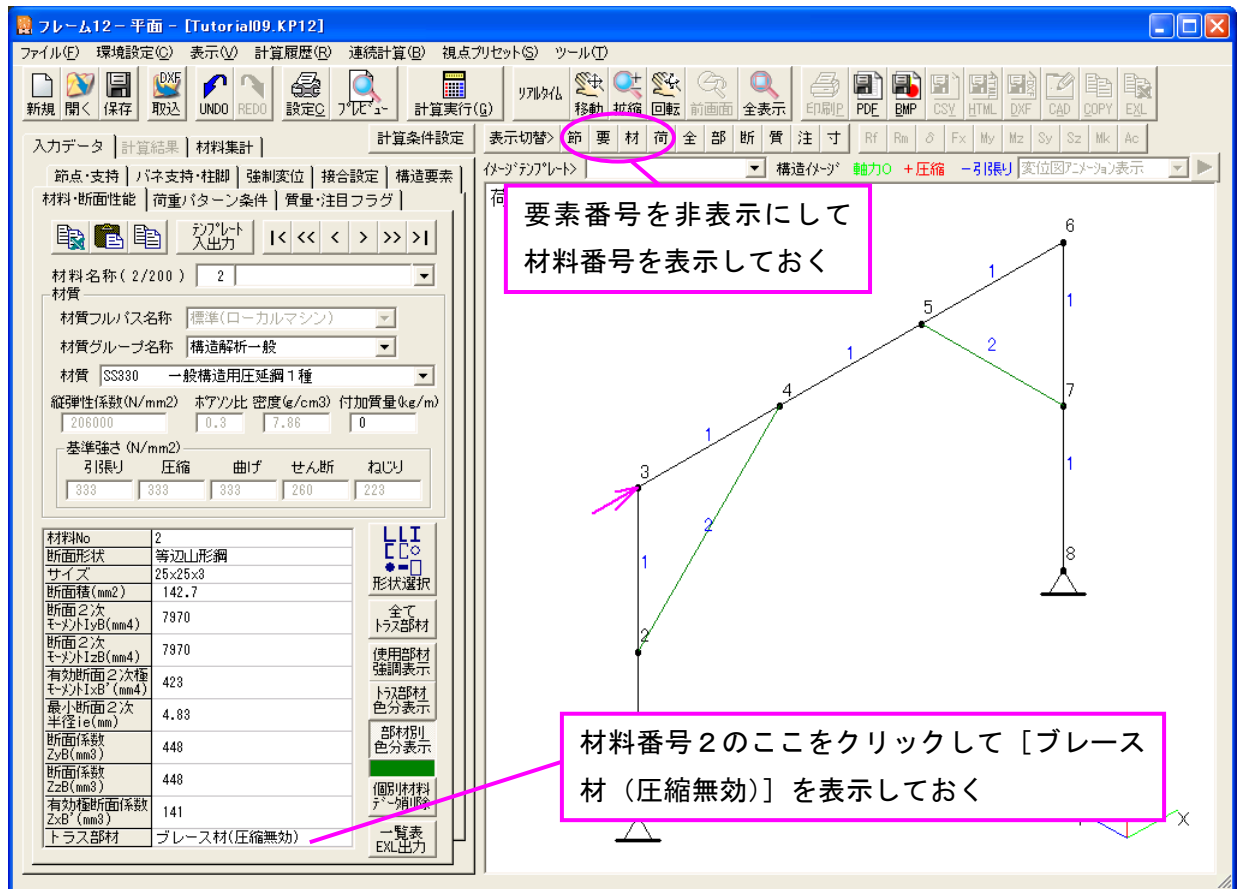 フレーム12－平面 - [Tutorial09.KP12]
ファイル(F) 環境設定(C) 表示(V) 計算履歴(R) 連続計算(B) 視点プリセット(S) ツール(T)
新規 開く 保存 DXF 取込 UNDO REDO 設定C プレビュー 計算実行(G) リアルタイム 移動 拡縮 回転 前画面 全表示 印刷P PDF BMP CSV HTML DXF CAD COPY EXL
入力データ 計算結果 材料集計 計算条件設定 表示切替> 節 要 材 荷 全 部 断 質 注 寸 Rf Rm δ Fx My Mz Sy Sz Mk Ac
イメージテンプレート> 構造イメージ 軸力○ +圧縮 -引張り 変位図アニメーション表示
節点・支持 バネ支持・柱脚 強制変位 接合設定 構造要素
材料・断面性能 荷重パターン条件 質量・注目フラグ
テンプレート入出力 |< << < > >> >|
材料名称( 2/200 ) 2
材質
材質フルパス名称 標準(ローカルマシン)
材質グループ名称 構造解析一般
材質 SS330 一般構造用圧延鋼1種
縦弾性係数(N/mm2) ポアソン比 密度(g/cm3) 付加質量(kg/m)
206000 0.3 7.86 0
基準強さ (N/mm2)
引張り 圧縮 曲げ せん断 ねじり
333 333 333 260 223
材料No 2
断面形状 等辺山形鋼
サイズ 25x25x3
断面積(mm2) 142.7
断面2次モーメントIyB(mm4) 7970
断面2次モーメントIzB(mm4) 7970
有効断面2次極モーメントIxB'(mm4) 423
最小断面2次半径ie(mm) 4.83
断面係数ZyB(mm3) 448
断面係数ZzB(mm3) 448
有効極断面係数ZxB'(mm3) 141
トラス部材 ブレース材(圧縮無効)
形状選択
全てトラス部材
使用部材強調表示
トラス部材色分表示
部材別色分表示
個別材料データ削除
一覧表EXL出力
荷
要素番号を非表示にして
材料番号を表示しておく
6
1
5
1
1
2
4
7
1
3
1
2
1
8
2
材料番号２のここをクリックして［ブレース
材（圧縮無効)］を表示しておく
X